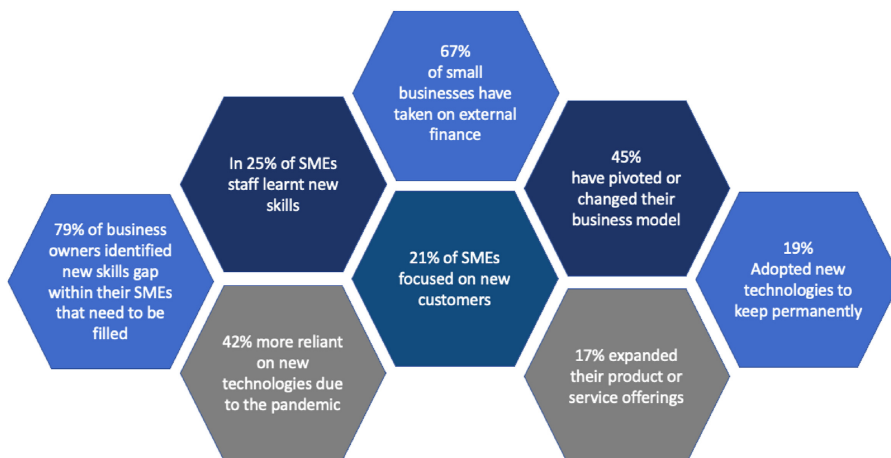 67%
of small
businesses have
taken on external
finance
In 25% of SMEs
staff learnt new
skills
45%
have pivoted or
changed their
business model
79% of business
owners identified
new skills gap
within their SMEs
that need to be
filled
21% of SMEs
focused on new
customers
19%
Adopted new
technologies to
keep permanently
42% more reliant
on new
technologies due
to the pandemic
17% expanded
their product or
service offerings